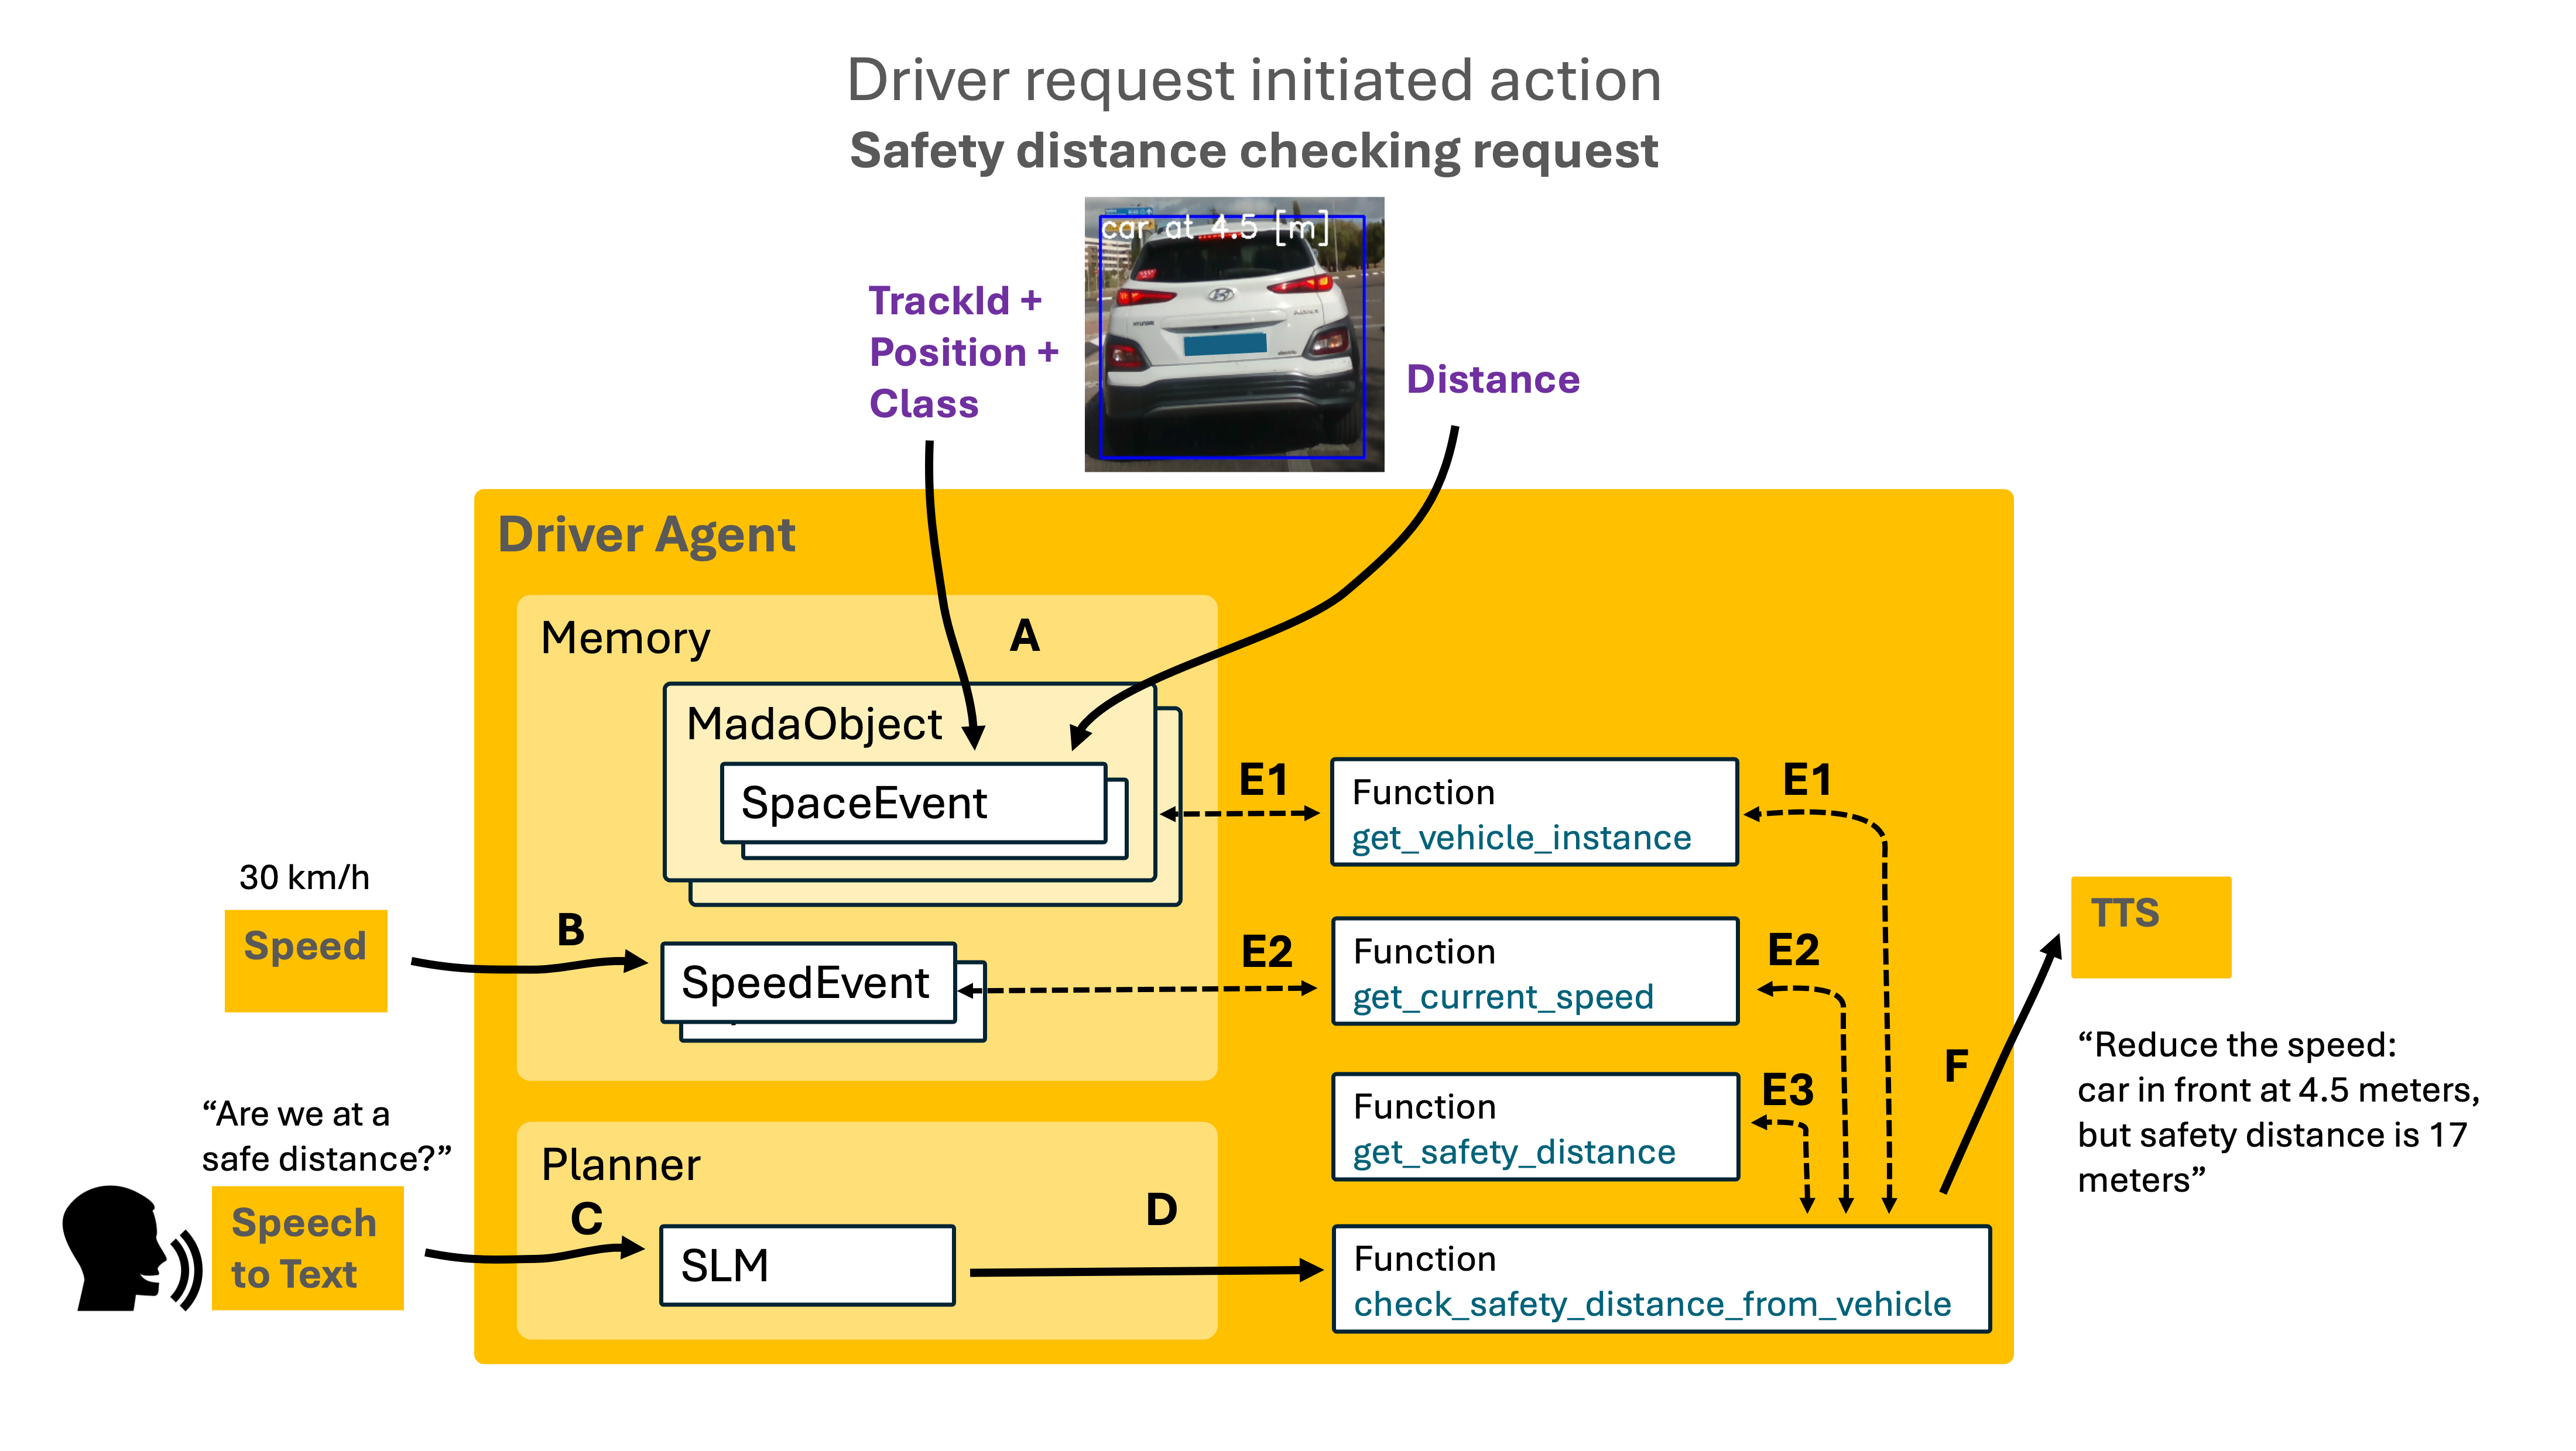 Driver request initiated action
Safety distance checking request
car at 4.5 [m]
TrackId +
Position +
Class
Distance
HYUNDAI
Driver Agent
Memory
A
MadaObject
SpaceEvent
E1
Function
get_vehicle_instance
E1
30 km/h
Speed
B
SpeedEvent
E2
Function
get_current_speed
E2
TTS
“Are we at a
safe distance?”
Speech
to Text
Planner
C
SLM
D
Function
get_safety_distance
E3
F
“Reduce the speed:
car in front at 4.5 meters,
but safety distance is 17
meters”
Function
check_safety_distance_from_vehicle